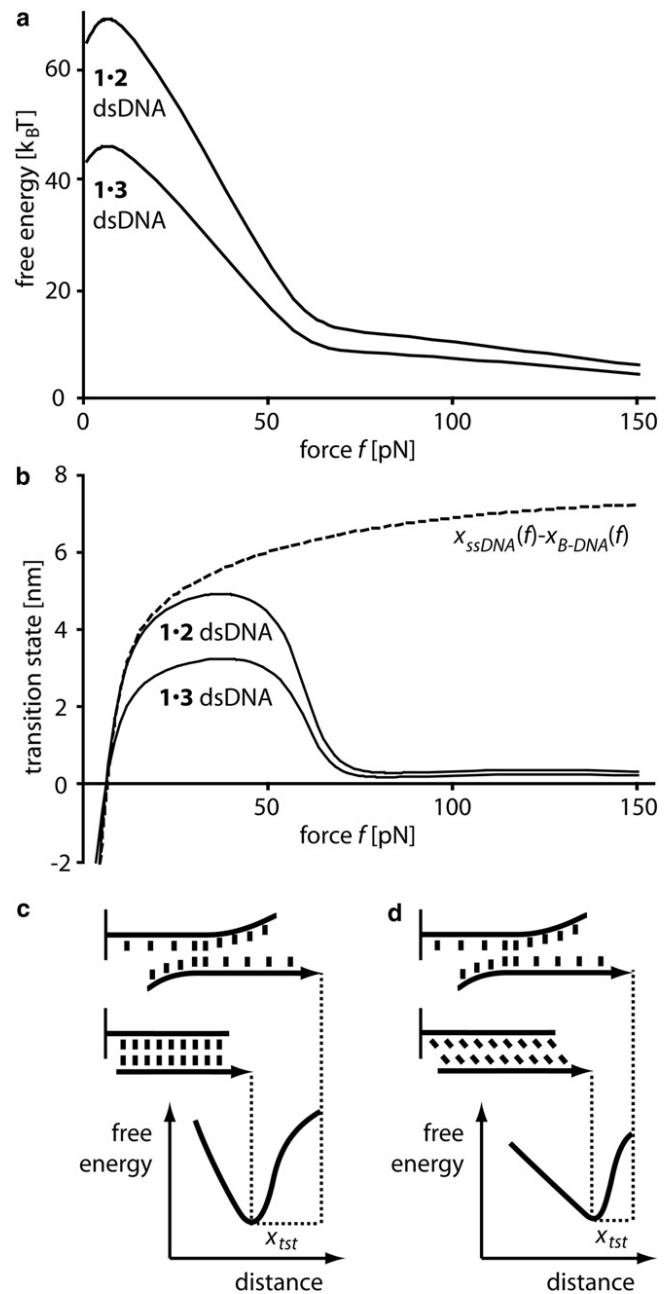 a
free energy [kBT]
60
40
20
0
1•2
dsDNA
1•3
dsDNA
0
50
100
150
force f [pN]
b
transition state [nm]
8
6
4
2
0
-2
xssDNA(f)-xB-DNA(f)
1•2 dsDNA
1•3 dsDNA
50
100
150
force f [pN]
c
free
energy
xtst
distance
d
free
energy
xtst
distance